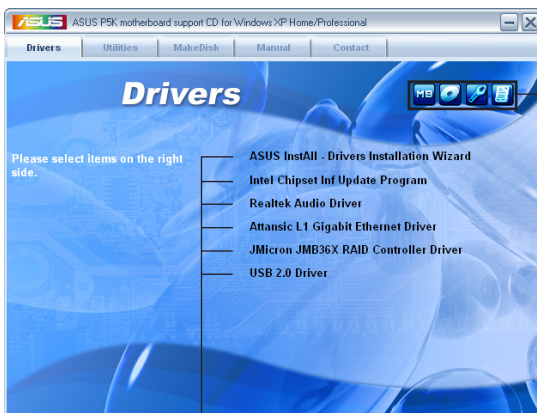 ASUS ASUS P5K motherboard support CD for Windows XP Home/Professional
Drivers Utilities MakeDisk Manual Contact
Drivers
MB
Please select items on the right
side.
ASUS InstAll - Drivers Installation Wizard
Intel Chipset Inf Update Program
Realtek Audio Driver
Attansic L1 Gigabit Ethernet Driver
JMicron JMB36X RAID Controller Driver
USB 2.0 Driver